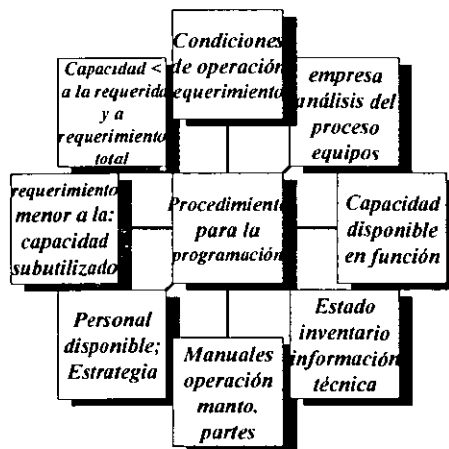 Condiciones
de operación
equerimiento
Capacidad <
a la requerida
y a
requerimiento
total
empresa
análisis del
proceso
equipos
requerimiento
menor a la:
capacidad
subutilizado
Procedimiento
para la
programación
Capacidad
disponible
en función
Personal
disponible;
Estrategia
Manuales
operación
manto.
partes
Estado
inventario
información
técnica